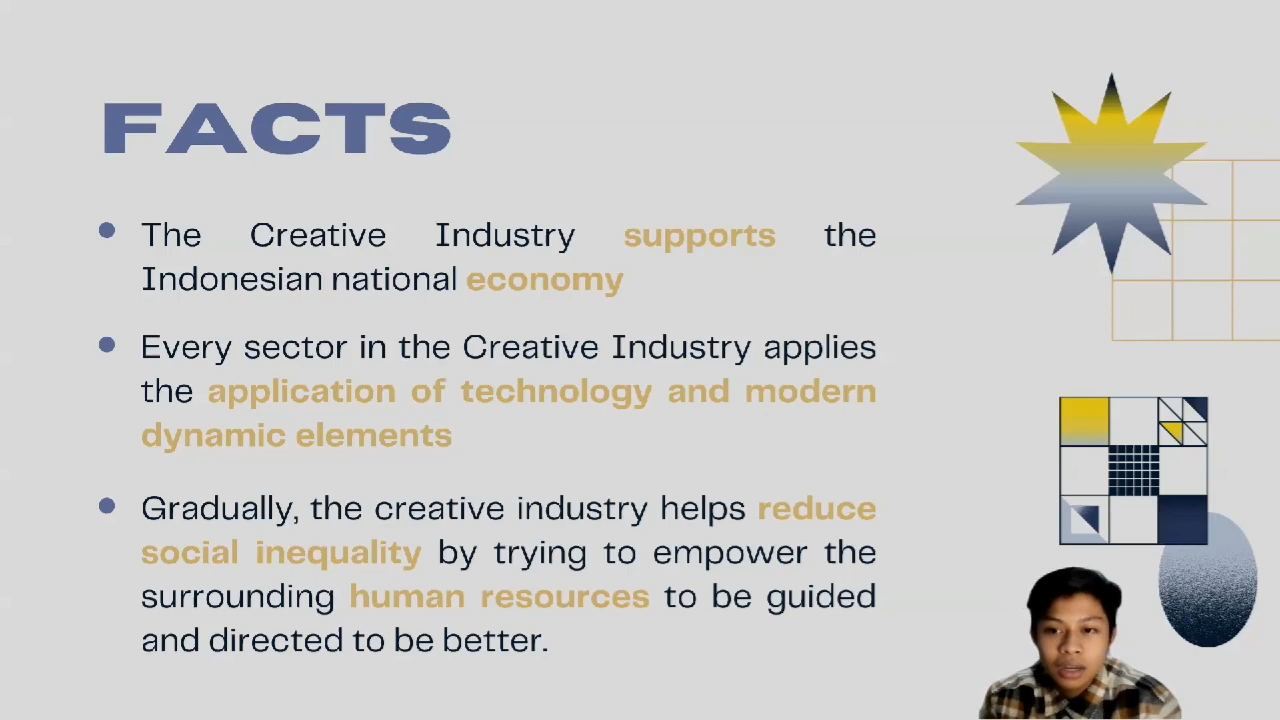 FACTS
The Creative Industry supports the
Indonesian national economy
Every sector in the Creative Industry applies
the application of technology and modern
dynamic elements
Gradually, the creative industry helps reduce
social inequality by trying to empower the
surrounding human resources to be guided
and directed to be better.